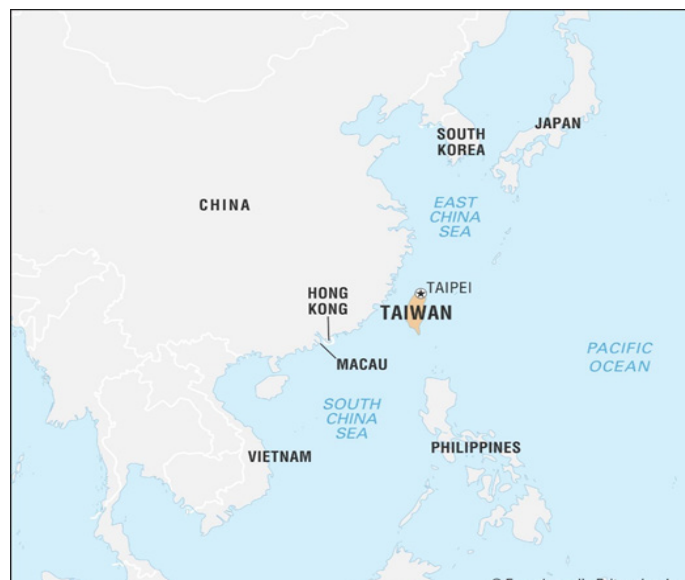 SOUTH
KOREA
JAPAN
CHINA
EAST
CHINA
SEA
HONG
KONG
TAIPEI
TAIWAN
MACAU
PACIFIC
OCEAN
SOUTH
CHINA
SEA
VIETNAM
PHILIPPINES